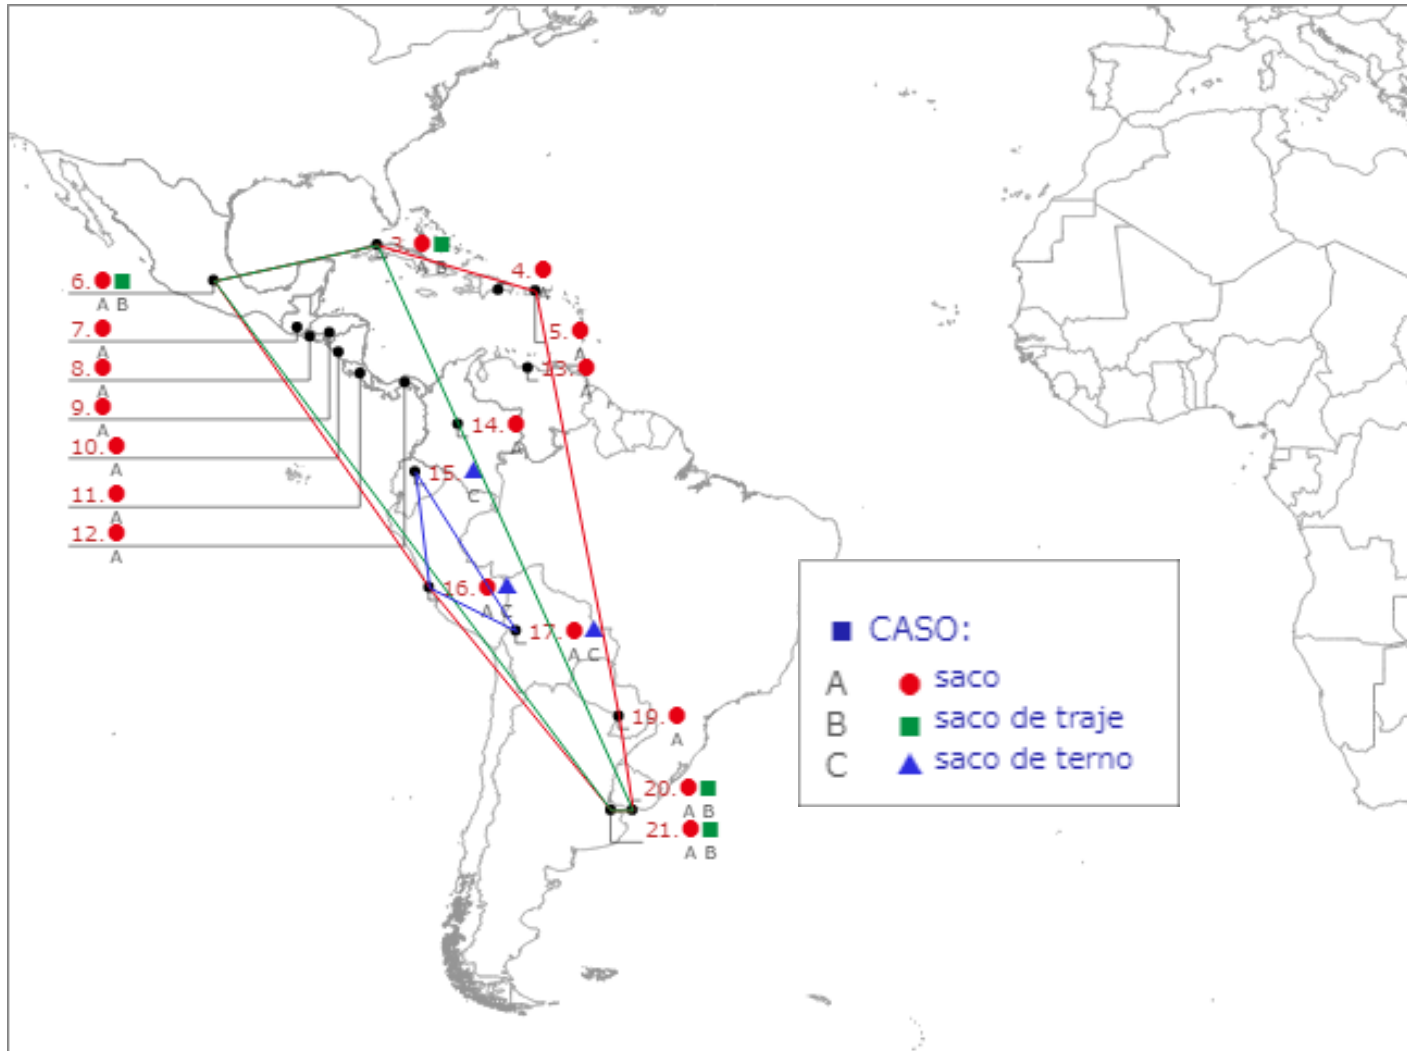 3.
A B
4.
A
6.
A B
5.
A
7.
A
13.
A
8.
A
9.
A
14.
A
10.
A
15.
C
11.
A
12.
A
16.
A C
17.
A C
CASO:
A saco
B saco de traje
C saco de terno
19.
A
20.
A B
21.
A B